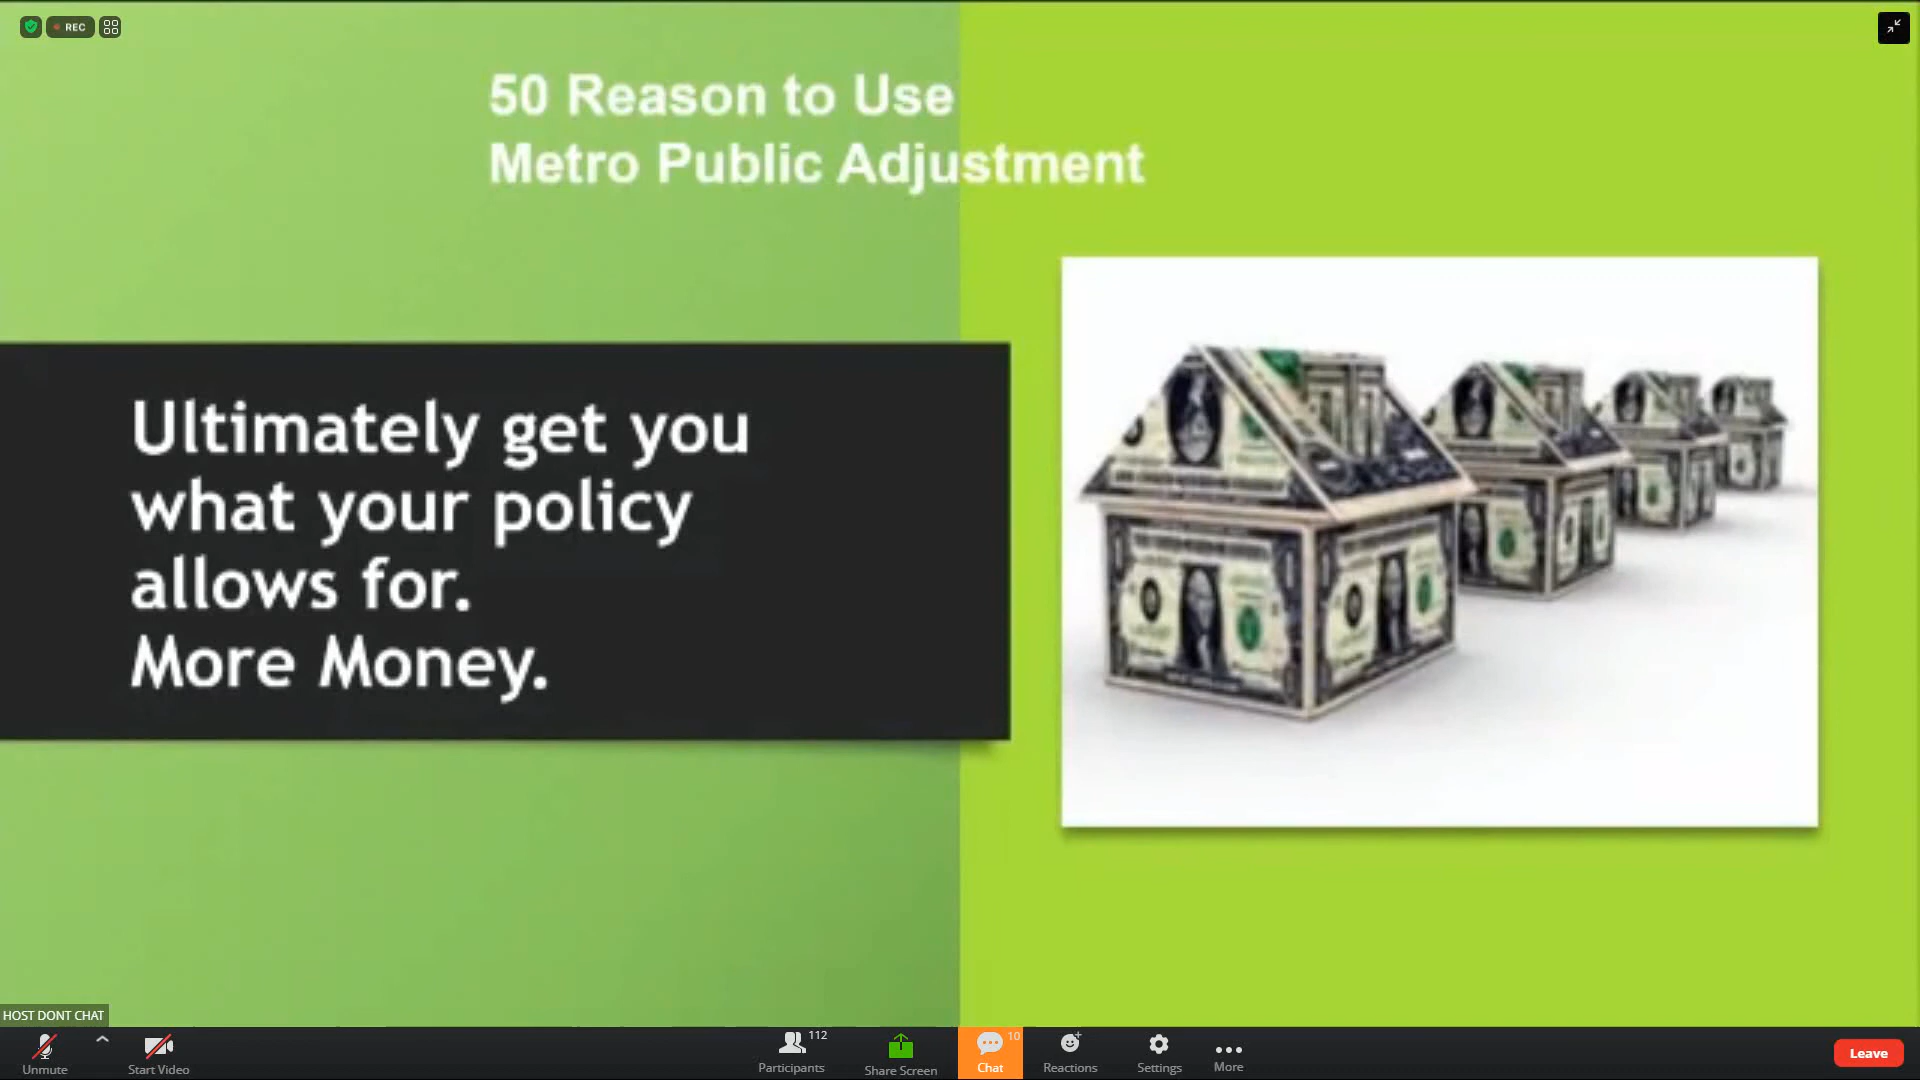 REC
50 Reason to Use
Metro Public Adjustment
Ultimately get you
what your policy
allows for.
More Money.
HOST DONT CHAT
Unmute
Start Video
112
Participants
Share Screen
10
Chat
Reactions
Settings
More
Leave